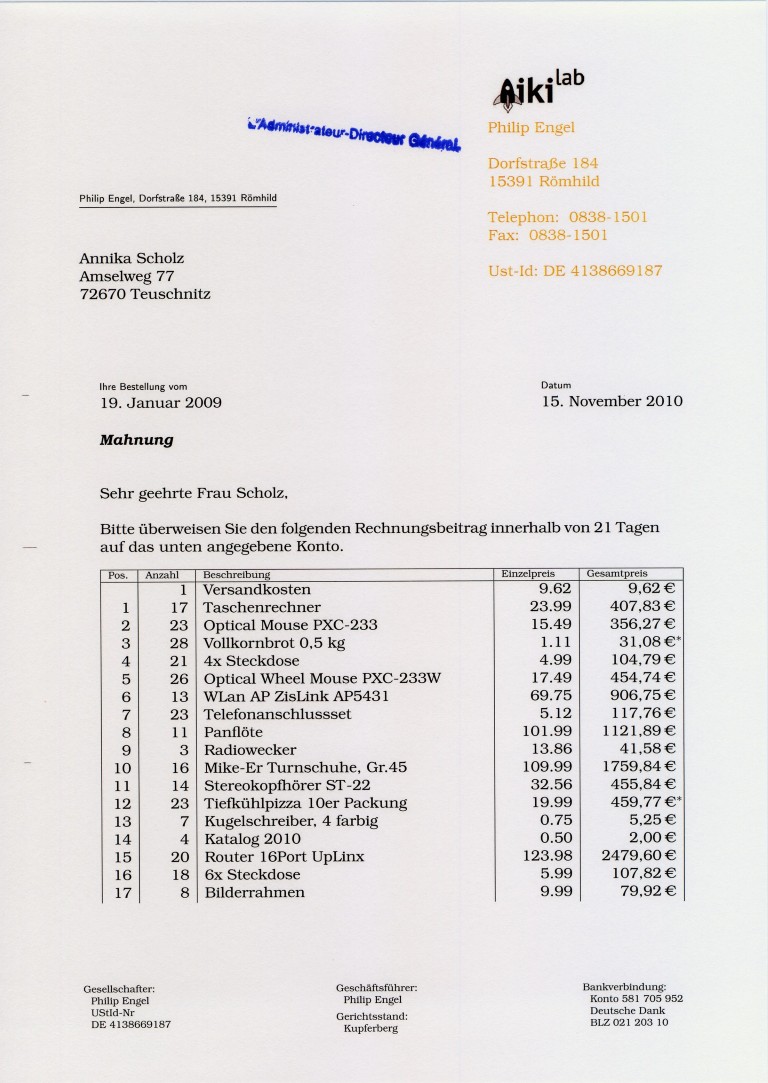 Aiki lab
L'Administrateur-Directeur Général.
Philip Engel
Dorfstraße 184
15391 Römhild
Philip Engel, Dorfstraße 184, 15391 Römhild
Telephon: 0838-1501
Fax: 0838-1501
Annika Scholz
Amselweg 77
72670 Teuschnitz
Ust-Id: DE 4138669187
Ihre Bestellung vom
19. Januar 2009
Datum
15. November 2010
Mahnung
Sehr geehrte Frau Scholz,
Bitte überweisen Sie den folgenden Rechnungsbeitrag innerhalb von 21 Tagen
auf das unten angegebene Konto.
Pos. Anzahl Beschreibung Einzelpreis Gesamtpreis
1 Versandkosten 9.62 9,62 €
1 17 Taschenrechner 23.99 407,83 €
2 23 Optical Mouse PXC-233 15.49 356,27 €
3 28 Vollkornbrot 0,5 kg 1.11 31,08 €*
4 21 4x Steckdose 4.99 104,79 €
5 26 Optical Wheel Mouse PXC-233W 17.49 454,74 €
6 13 WLan AP ZisLink AP5431 69.75 906,75 €
7 23 Telefonanschlussset 5.12 117,76 €
8 11 Panflöte 101.99 1121,89 €
9 3 Radiowecker 13.86 41,58 €
10 16 Mike-Er Turnschuhe, Gr.45 109.99 1759,84 €
11 14 Stereokopfhörer ST-22 32.56 455,84 €
12 23 Tiefkühlpizza 10er Packung 19.99 459,77 €*
13 7 Kugelschreiber, 4 farbig 0.75 5,25 €
14 4 Katalog 2010 0.50 2,00 €
15 20 Router 16Port UpLinx 123.98 2479,60 €
16 18 6x Steckdose 5.99 107,82 €
17 8 Bilderrahmen 9.99 79,92 €
Gesellschafter:
Philip Engel
UStId-Nr
DE 4138669187
Geschäftsführer:
Philip Engel
Gerichtsstand:
Kupferberg
Bankverbindung:
Konto 581 705 952
Deutsche Dank
BLZ 021 203 10